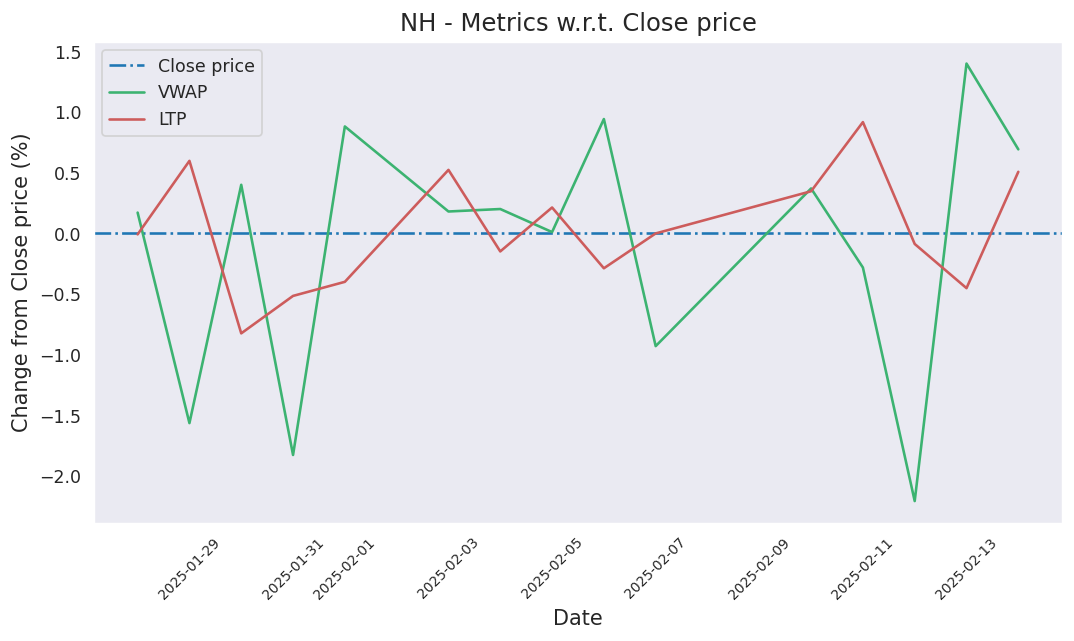 NH - Metrics w.r.t. Close price
Change from Close price (%)
1.5
1.0
0.5
0.0
−0.5
−1.0
−1.5
−2.0
Close price
VWAP
LTP
2025-01-29
2025-01-31
2025-02-01
2025-02-03
2025-02-05
2025-02-07
2025-02-09
2025-02-11
2025-02-13
Date